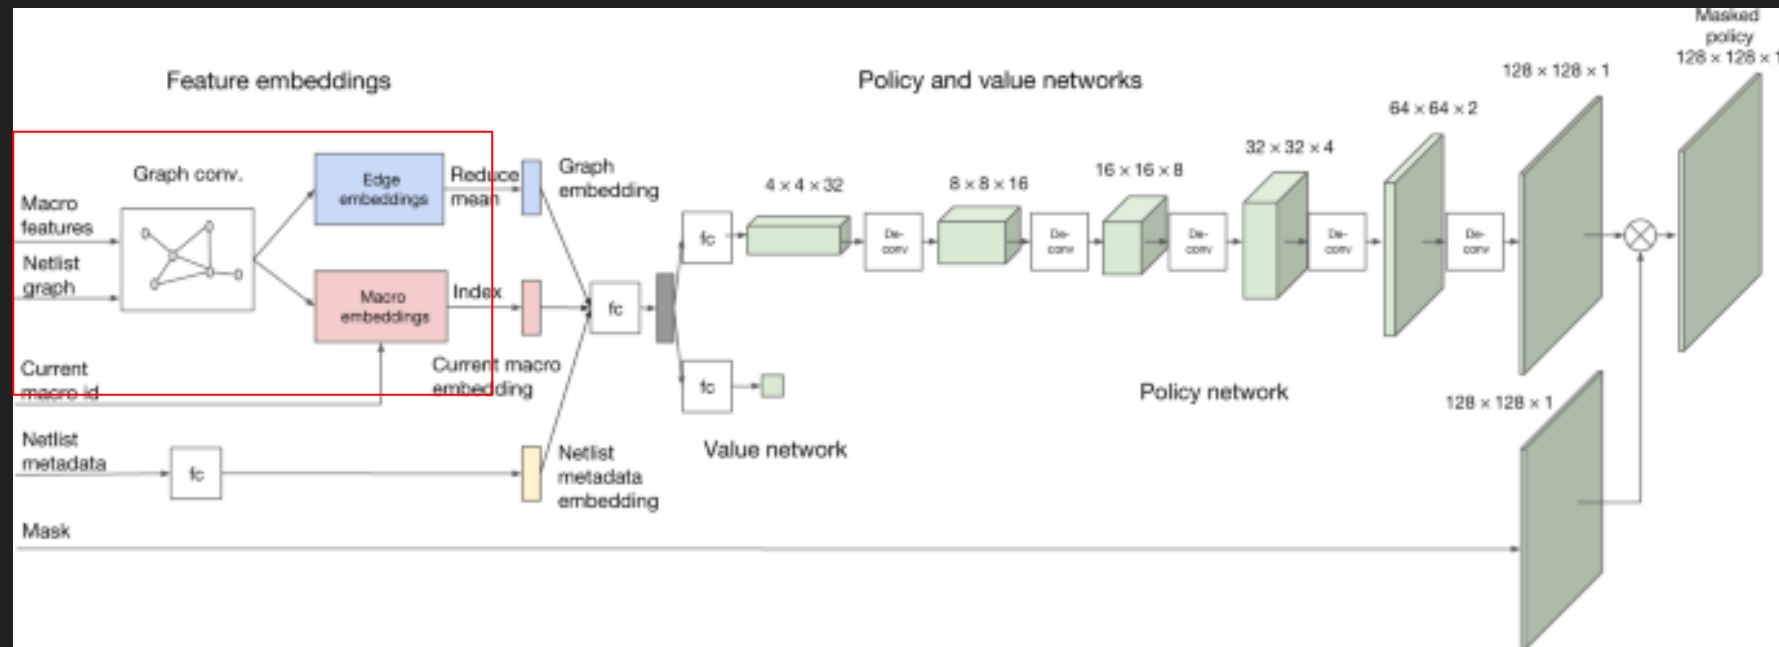 Feature embeddings
Policy and value networks
Masked
policy
128 × 128 × 1
128 × 128 × 1
64 × 64 × 2
32 × 32 × 4
16 × 16 × 8
8 × 8 × 16
4 × 4 × 32
Graph conv.
Macro
features
Netlist
graph
Edge
embeddings
Reduce
mean
Graph
embedding
Macro
embeddings
Index
Current macro
embedding
Current
macro id
fc
fc
De-
conv
De-
conv
De-
conv
De-
conv
De-
conv
fc
Value network
Policy network
128 × 128 × 1
Netlist
metadata
fc
Netlist
metadata
embedding
Mask